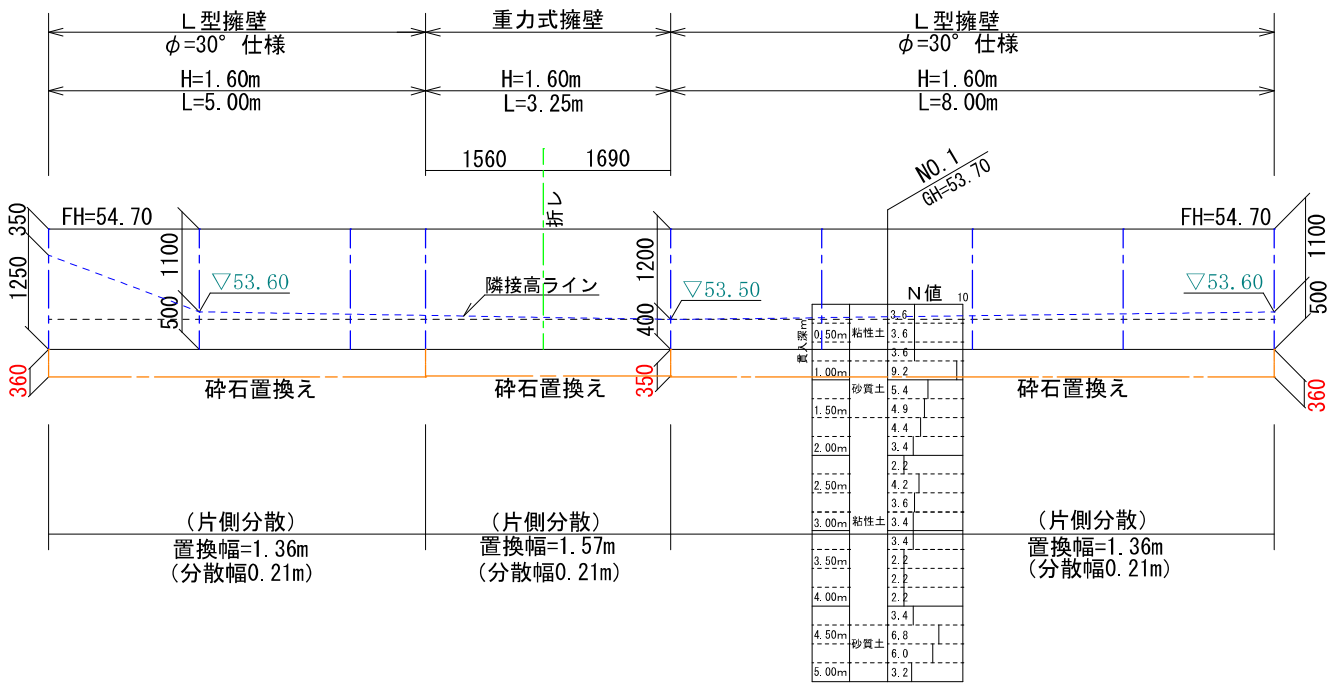 L型擁壁
φ=30° 仕様
H=1.60m
L=5.00m
重力式擁壁
H=1.60m
L=3.25m
L型擁壁
φ=30° 仕様
H=1.60m
L=8.00m
1560
1690
折レ
NO.1
GH=53.70
350
1250
FH=54.70
1100
500
▽53.60
隣接高ライン
1200
400
▽53.50
FH=54.70
▽53.60
1100
500
360
砕石置換え
砕石置換え
350
砕石置換え
360
N値
10
貫入深m
3.6
0.50m
粘性土
3.6
3.6
1.00m
9.2
砂質土
5.4
1.50m
4.9
4.4
2.00m
3.4
2.2
2.50m
4.2
3.6
3.00m
粘性土
3.4
3.4
3.50m
2.2
2.2
4.00m
2.2
3.4
4.50m
砂質土
6.8
6.0
5.00m
3.2
(片側分散)
置換幅=1.36m
(分散幅0.21m)
(片側分散)
置換幅=1.57m
(分散幅0.21m)
(片側分散)
置換幅=1.36m
(分散幅0.21m)